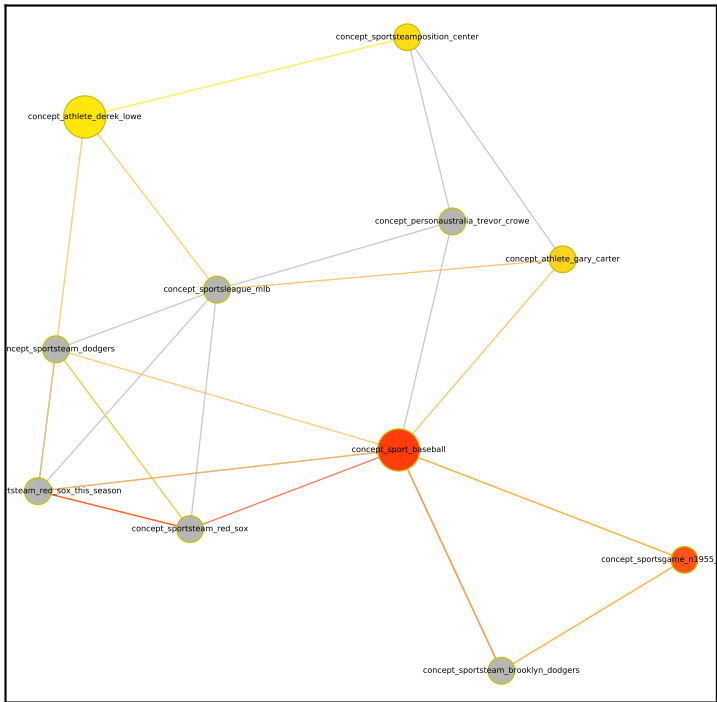 concept_sportsteamposition_center
concept_athlete_derek_lowe
concept_personaustralia_trevor_crowe
concept_athlete_gary_carter
concept_sportsleague_mlb
ncept_sportsteam_dodgers
concept_sport_baseball
rtsteam_red_sox_this_season
concept_sportsteam_red_sox
concept_sportsgame_n1955_
concept_sportsteam_brooklyn_dodgers